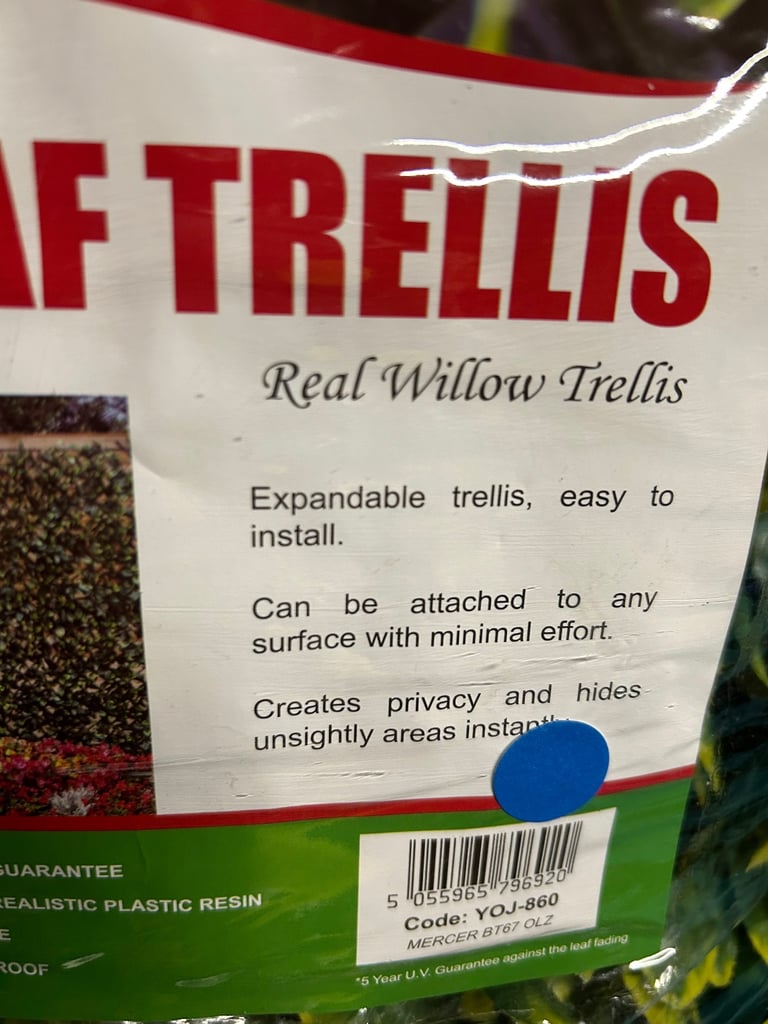 AF TRELLIS
Real Willow Trellis
Expandable trellis, easy to
install.
Can be attached to any
surface with minimal effort.
Creates privacy and hides
unsightly areas instantly.
GUARANTEE
REALISTIC PLASTIC RESIN
E
ROOF
5 055965 796920
Code: YOJ-860
MERCER BT67 OLZ
*5 Year U.V. Guarantee against the leaf fading